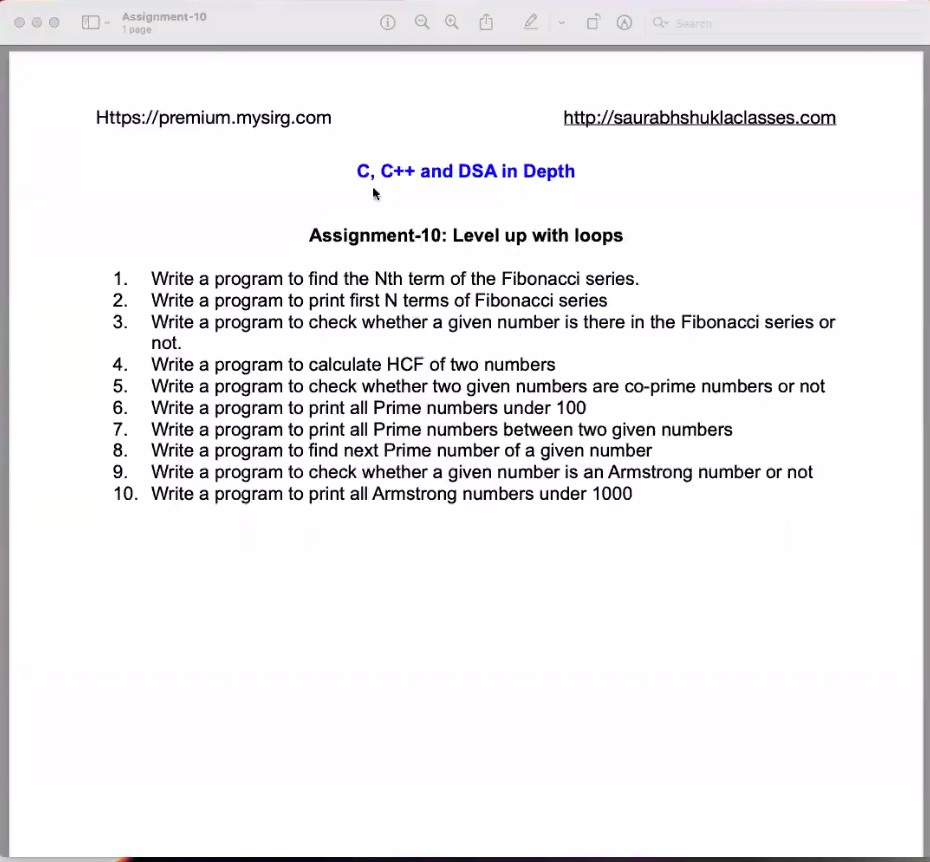 Assignment-10
1 page
Search
Https://premium.mysirg.com
http://saurabhshuklaclasses.com
C, C++ and DSA in Depth
Assignment-10: Level up with loops
1. Write a program to find the Nth term of the Fibonacci series.
2. Write a program to print first N terms of Fibonacci series
3. Write a program to check whether a given number is there in the Fibonacci series or
not.
4. Write a program to calculate HCF of two numbers
5. Write a program to check whether two given numbers are co-prime numbers or not
6. Write a program to print all Prime numbers under 100
7. Write a program to print all Prime numbers between two given numbers
8. Write a program to find next Prime number of a given number
9. Write a program to check whether a given number is an Armstrong number or not
10. Write a program to print all Armstrong numbers under 1000